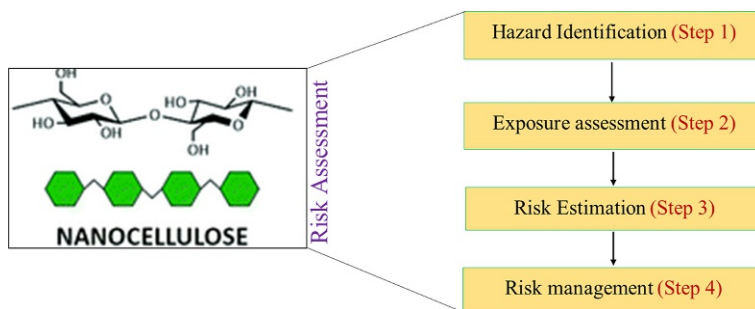 OH
OH
O
HO
OH
O
HO
OH
O
OH
NANOCELLULOSE
Risk Assessment
Hazard Identification (Step 1)
Exposure assessment (Step 2)
Risk Estimation (Step 3)
Risk management (Step 4)